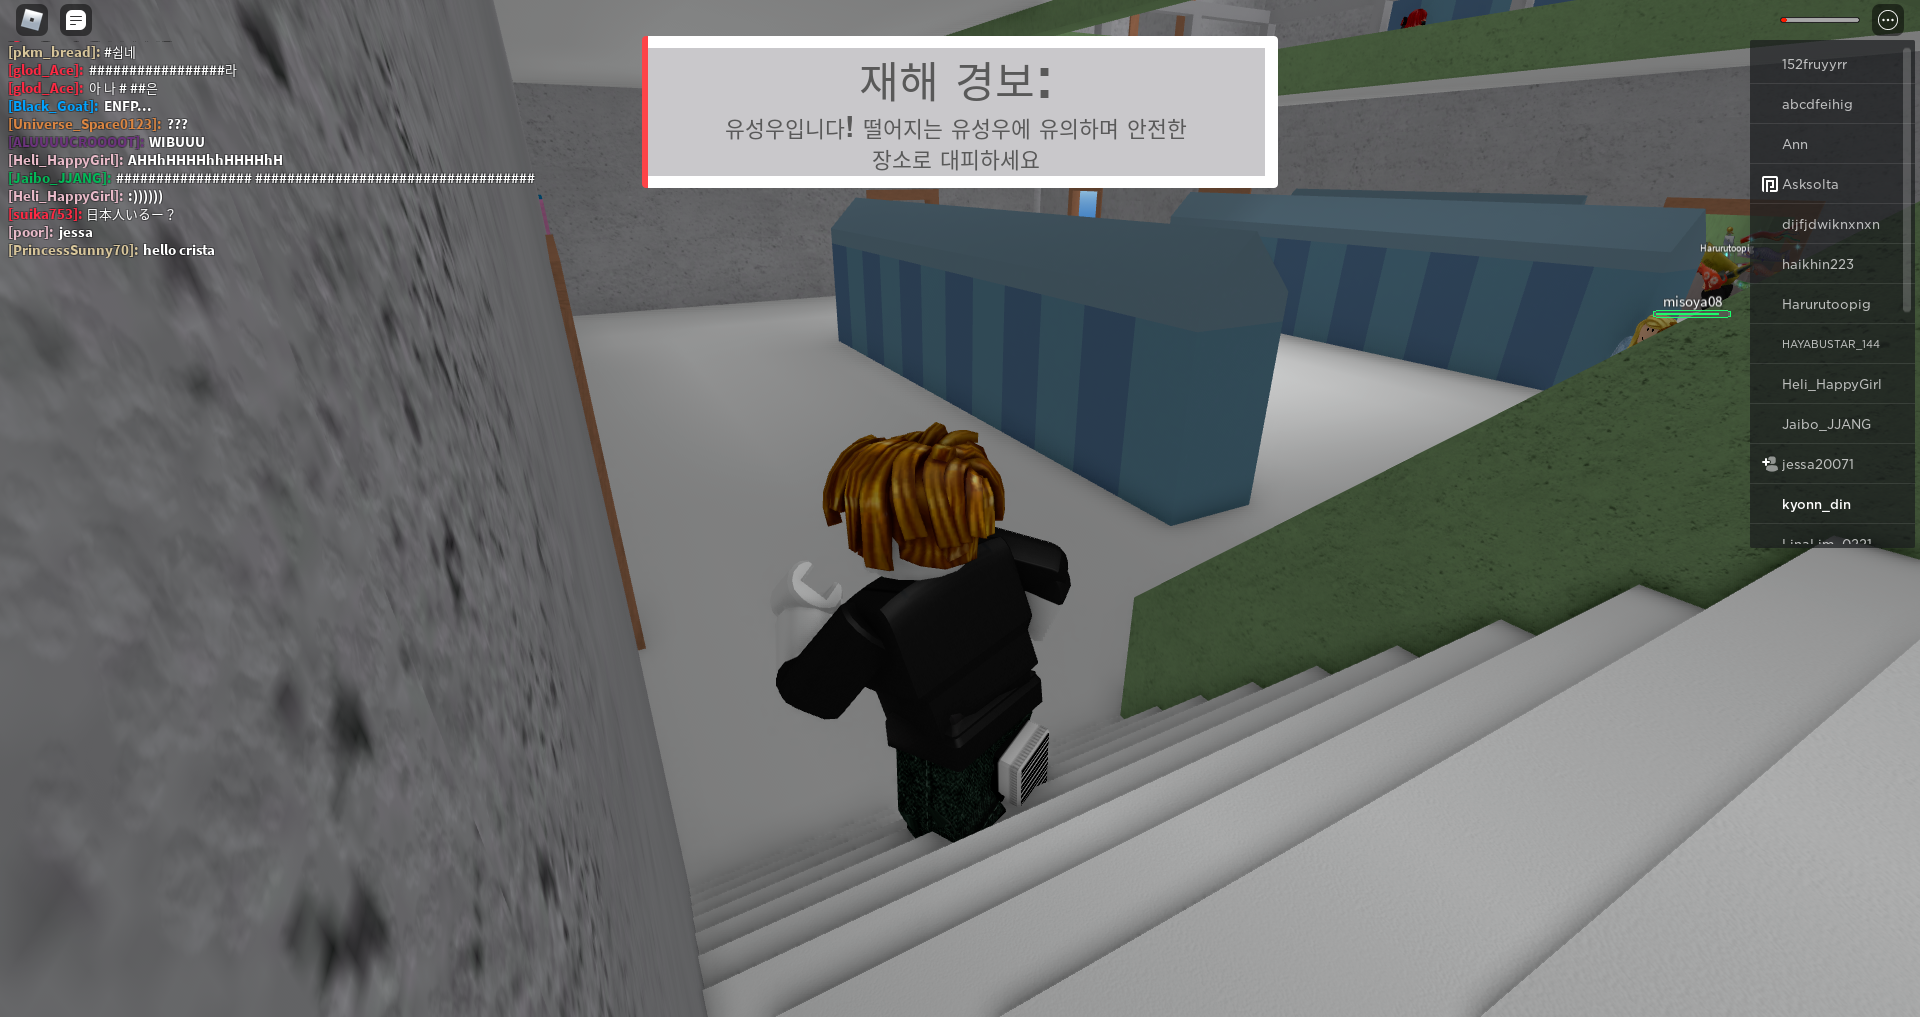 [pkm_bread]: #쉽네
[glod_Ace]: #################라
[glod_Ace]: 아 나 # ##은
[Black_Goat]: ENFP...
[Universe_Space0123]: ???
WIBUUU
[Heli_HappyGirl]: AHHhHHHHhhHHHHhH
[Jaibo_JJANG]: ################# ###################################
[Heli_HappyGirl]: :))))))
[suika753]: 日本人いるー？
[poor]: jessa
[PrincessSunny70]: hello crista
재해 경보:
유성우입니다! 떨어지는 유성우에 유의하며 안전한
장소로 대피하세요
Harurutoopi
misoya08
152fruyyrr
abcdfeihig
Ann
Asksolta
dijfjdwiknxnxn
haikhin223
Harurutoopig
HAYABUSTAR_144
Heli_HappyGirl
Jaibo_JJANG
jessa20071
kyonn_din